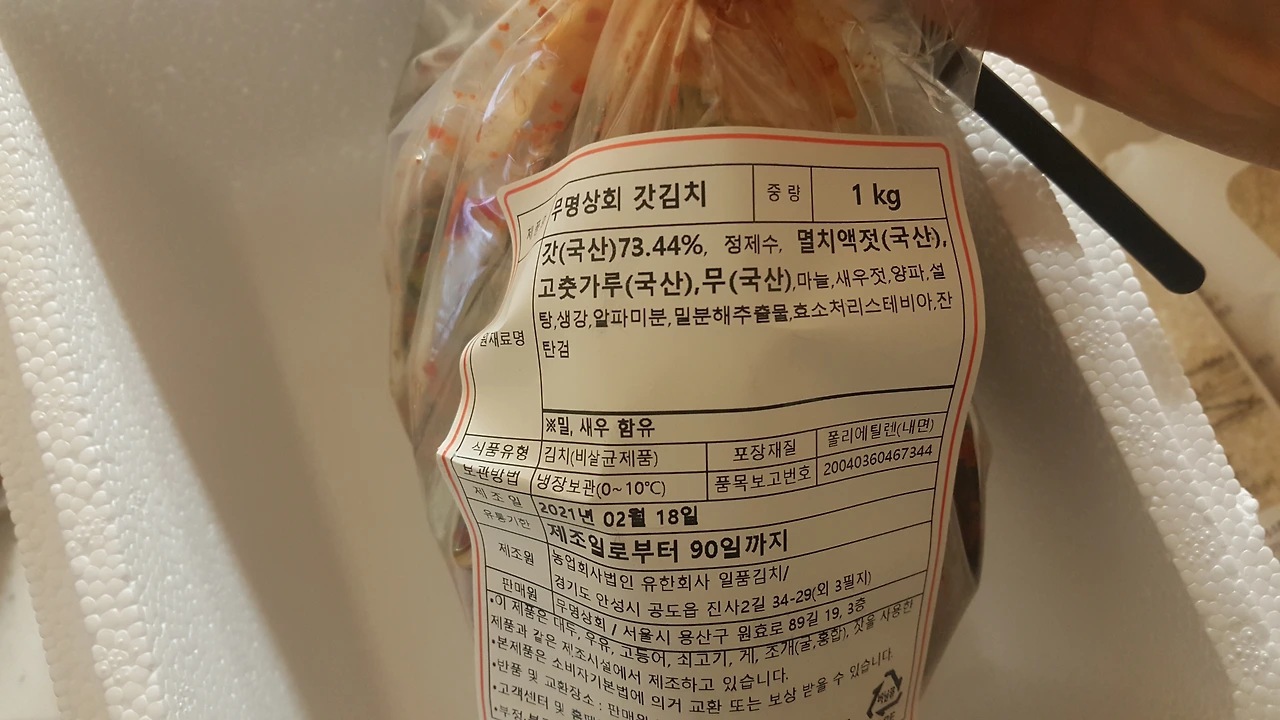 무명상회 갓김치 중량 1 kg
원재료명
갓(국산)73.44%, 정제수, 멸치액젓(국산),
고춧가루(국산),무(국산),마늘,새우젓,양파,설
탕,생강,알파미분,밀분해추출물,효소처리스테비아,잔
탄검
※밀, 새우 함유
식품유형 김치(비살균제품) 포장재질 폴리에틸렌(내면)
보관방법 냉장보관(0~10℃) 품목보고번호 20040360467344
제조일 2021년 02월 18일
유통기한 제조일로부터 90일까지
제조원 농업회사법인 유한회사 일품김치/
경기도 안성시 공도읍 진사2길 34-29(외 3필지)
판매원 무명상회 / 서울시 용산구 원효로 89길 19, 3층
•이 제품은 대두, 우유, 고등어, 쇠고기, 게, 조개(굴,홍합), 잣을 사용한
제품과 같은 제조시설에서 제조하고 있습니다.
•본제품은 소비자기본법에 의거 교환 또는 보상 받을 수 있습니다.
•반품 및 교환장소 : 판매원
•고객센터 및